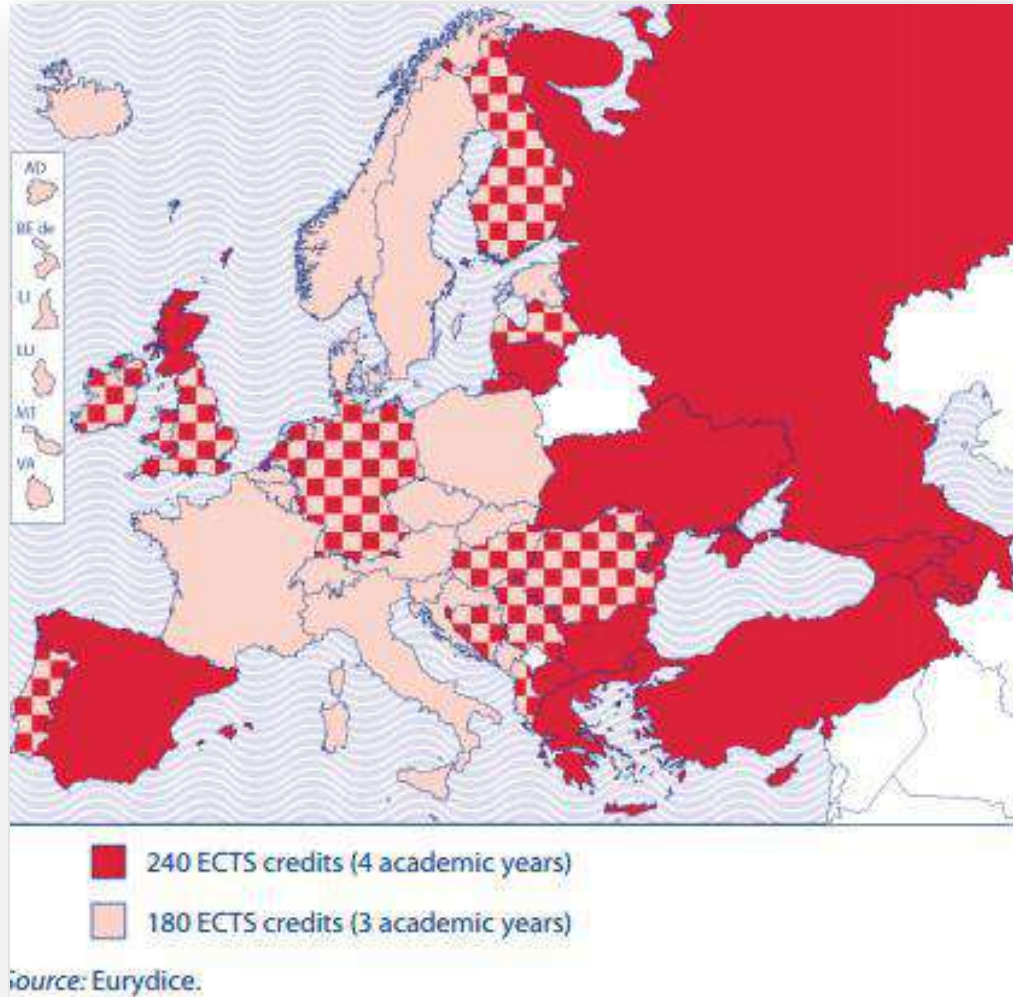 AD
BE de
LI
LU
MT
VA
240 ECTS credits (4 academic years)
180 ECTS credits (3 academic years)
Source: Eurydice.